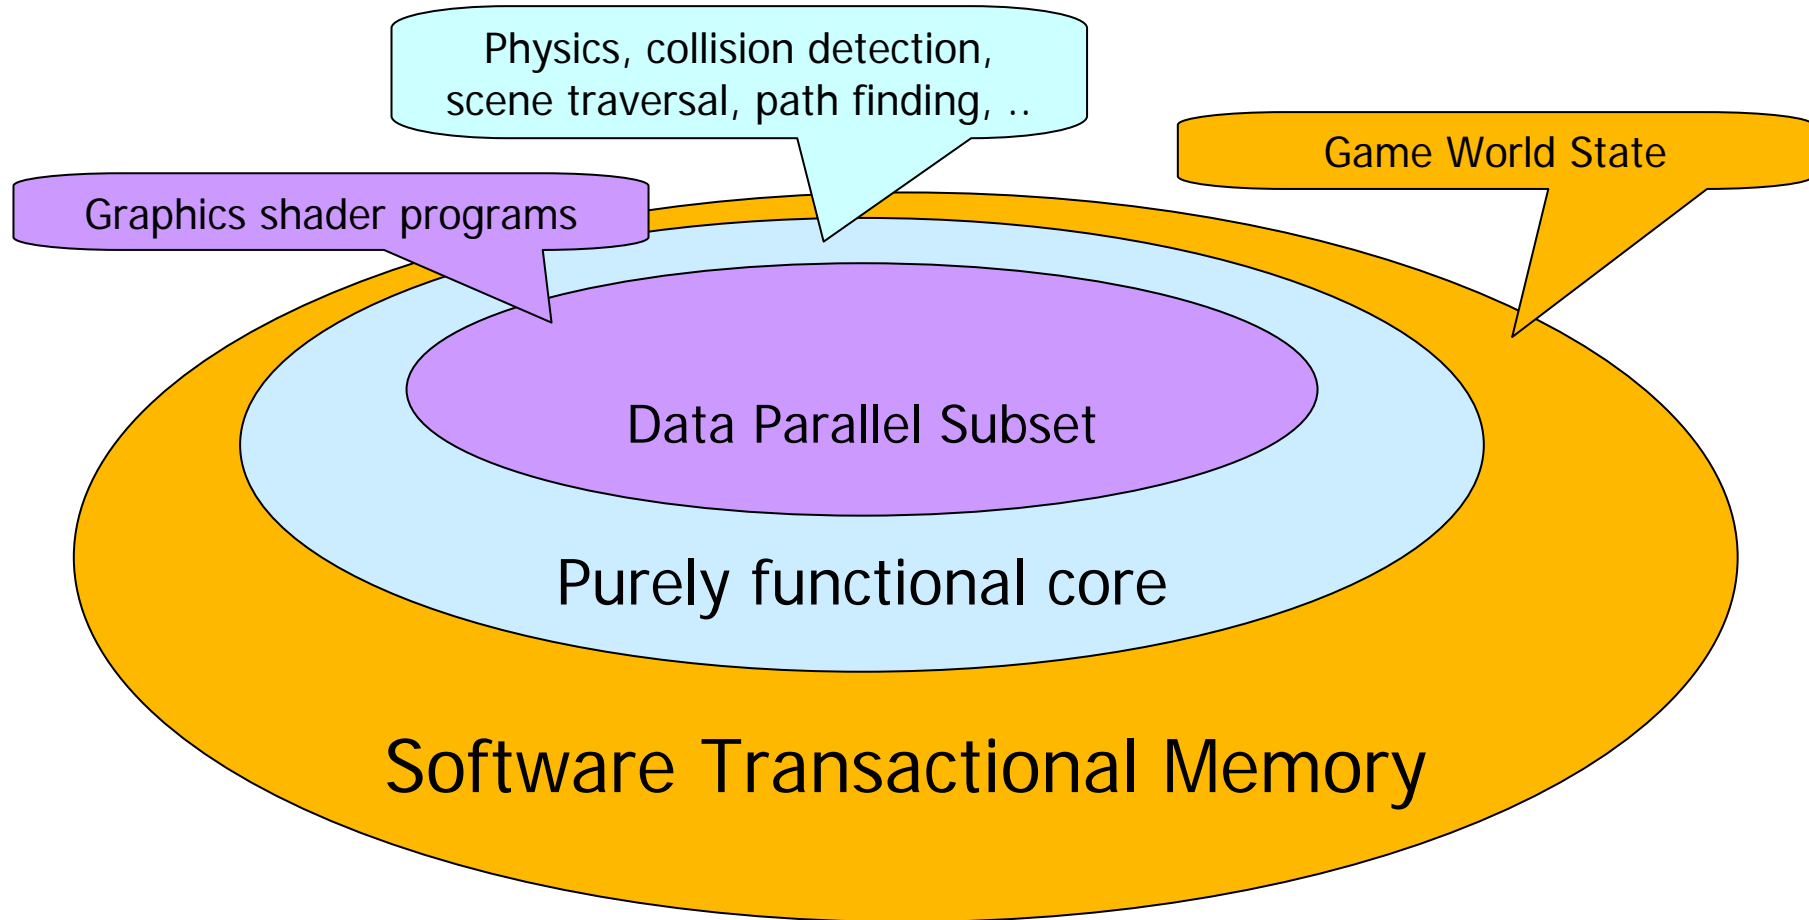 Physics, collision detection,
scene traversal, path finding, ..
Game World State
Graphics shader programs
Data Parallel Subset
Purely functional core
Software Transactional Memory